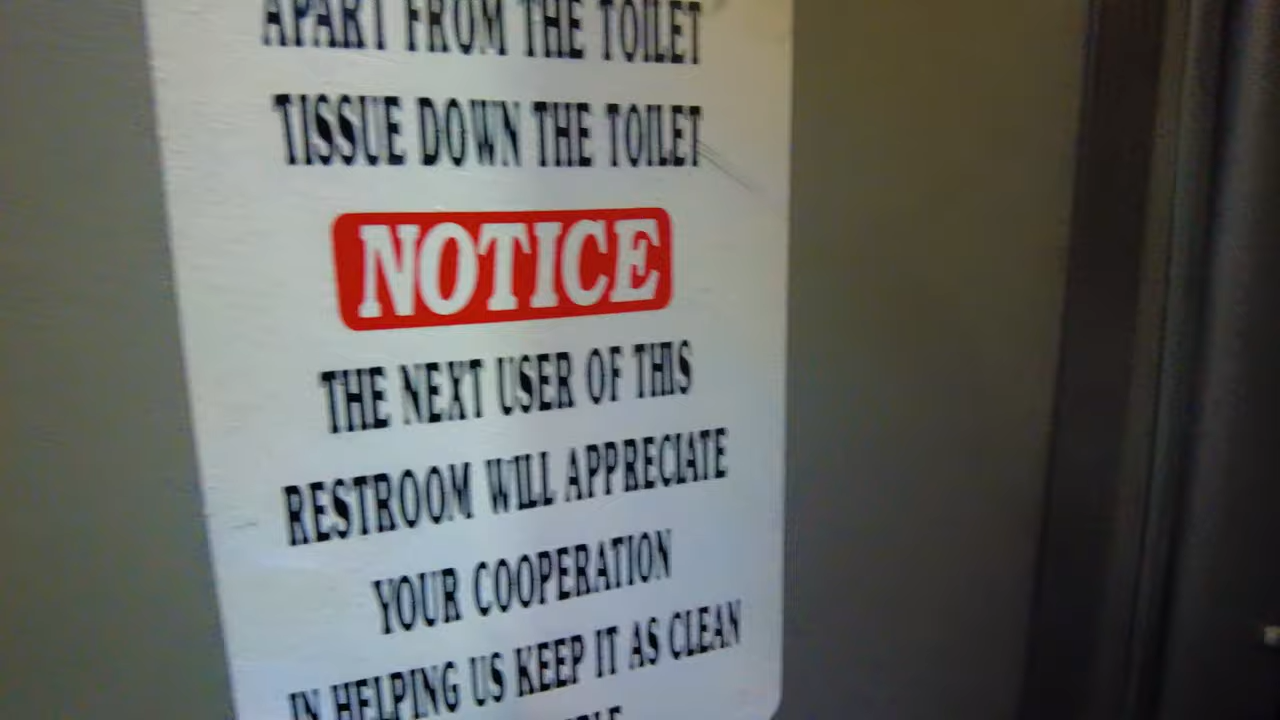 APART FROM THE TOILET
TISSUE DOWN THE TOILET
NOTICE
THE NEXT USER OF THIS
RESTROOM WILL APPRECIATE
YOUR COOPERATION
IN HELPING US KEEP IT AS CLEAN